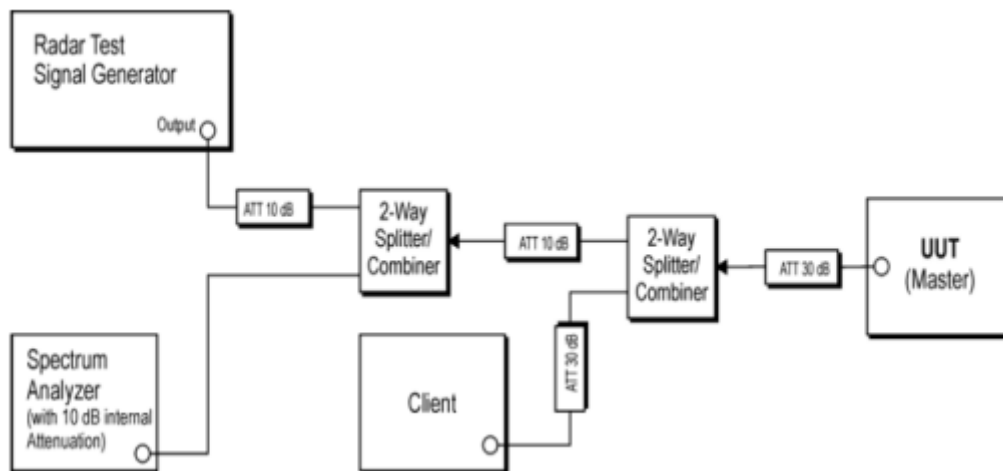 Radar Test
Signal Generator
Output
ATT 10 dB
2-Way
Splitter/
Combiner
ATT 10 dB
2-Way
Splitter/
Combiner
ATT 30 dB
UUT
(Master)
Spectrum
Analyzer
(with 10 dB internal
Attenuation)
Client
ATT 30 dB